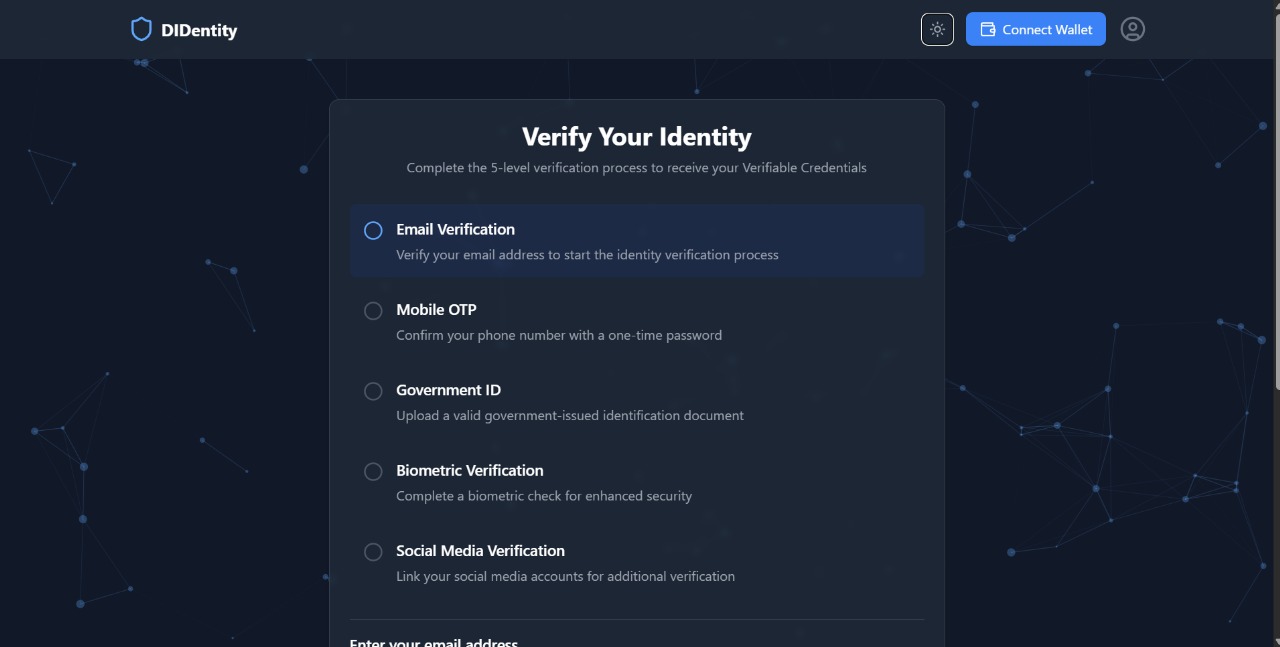 DIDentity
Connect Wallet
Verify Your Identity
Complete the 5-level verification process to receive your Verifiable Credentials
Email Verification
Verify your email address to start the identity verification process
Mobile OTP
Confirm your phone number with a one-time password
Government ID
Upload a valid government-issued identification document
Biometric Verification
Complete a biometric check for enhanced security
Social Media Verification
Link your social media accounts for additional verification
Enter your email address